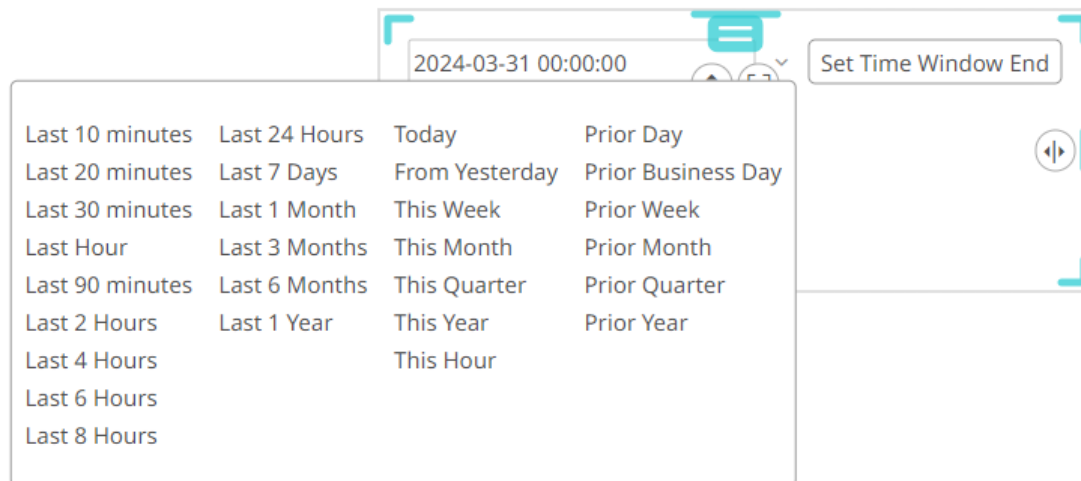 2024-03-31 00:00:00
Set Time Window End
Last 10 minutes Last 24 Hours Today Prior Day
Last 20 minutes Last 7 Days From Yesterday Prior Business Day
Last 30 minutes Last 1 Month This Week Prior Week
Last Hour Last 3 Months This Month Prior Month
Last 90 minutes Last 6 Months This Quarter Prior Quarter
Last 2 Hours Last 1 Year This Year Prior Year
Last 4 Hours This Hour
Last 6 Hours
Last 8 Hours